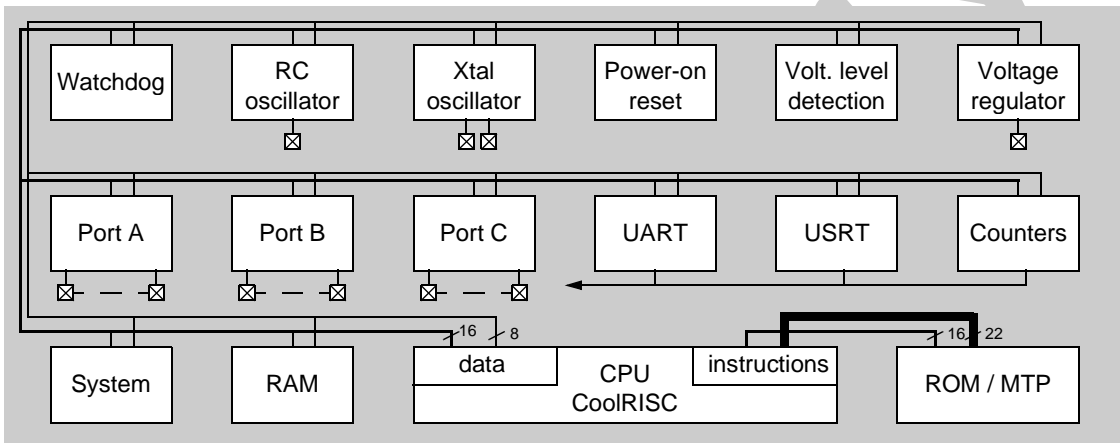 Watchdog
RC
oscillator
Xtal
oscillator
Power-on
reset
Volt. level
detection
Voltage
regulator
Port A
Port B
Port C
UART
USRT
Counters
16
8
16
22
System
RAM
data
CPU
CoolRISC
instructions
ROM / MTP